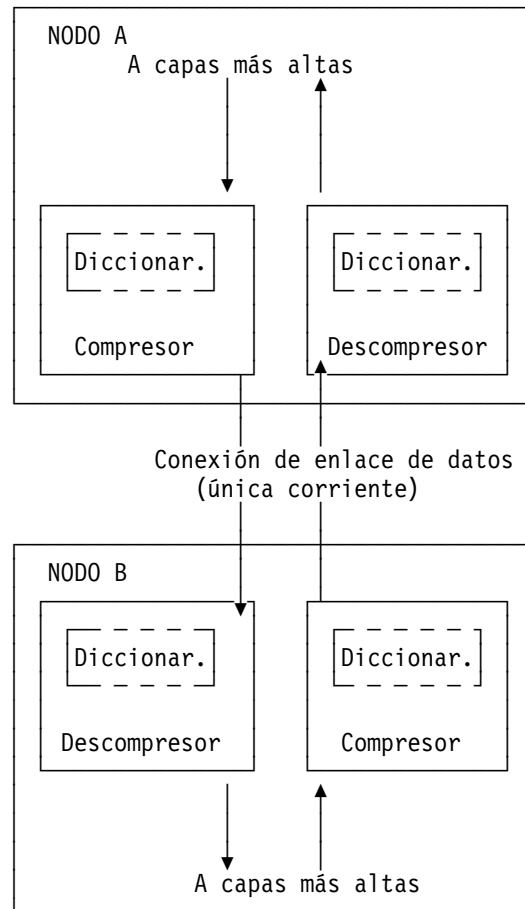 NODO A
A capas más altas
Diccionar. Diccionar.
Compresor Descompresor
Conexión de enlace de datos
(única corriente)
NODO B
Diccionar. Diccionar.
Descompresor Compresor
A capas más altas